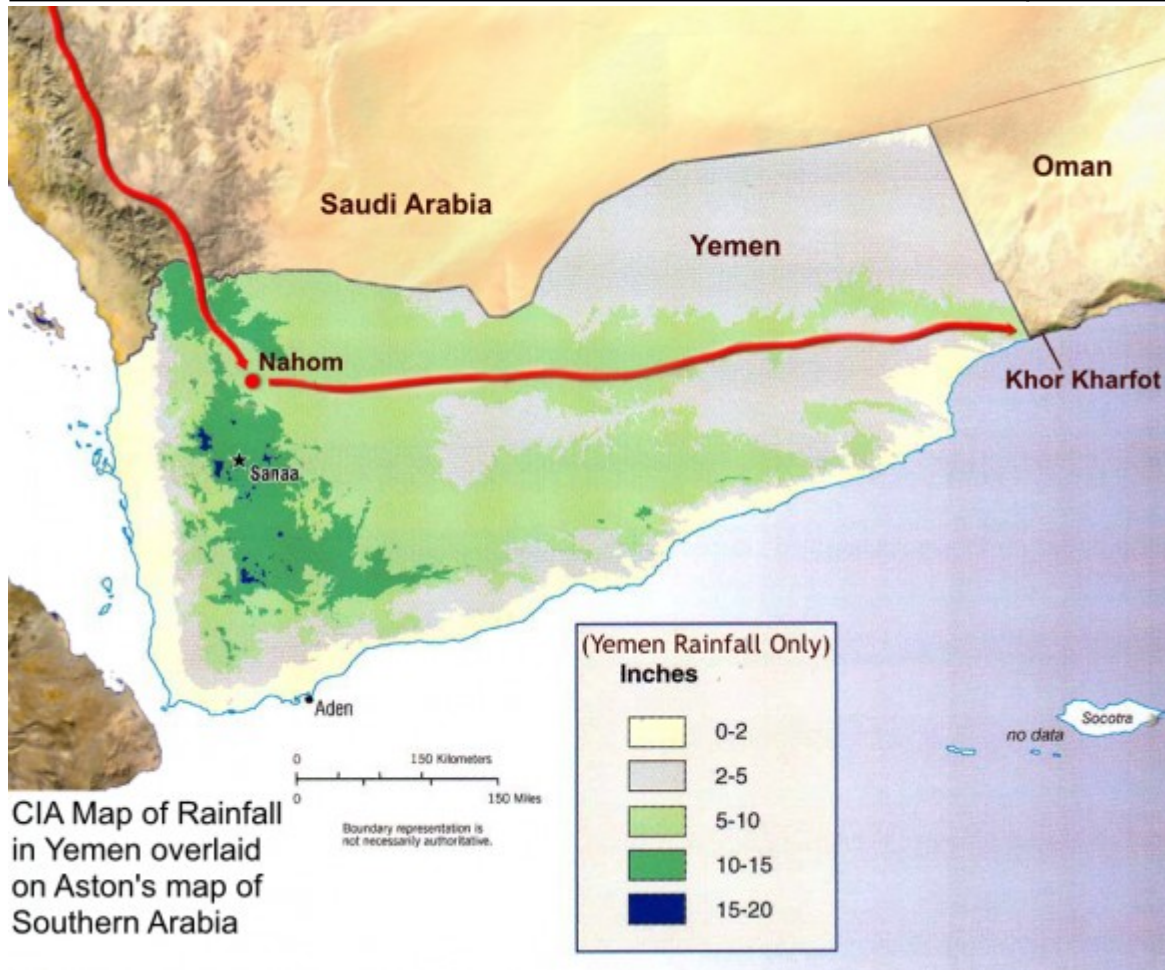 Saudi Arabia
Oman
Yemen
Nahom
Khor Kharfot
Sanaa
Aden
(Yemen Rainfall Only)
Inches
0-2
2-5
5-10
10-15
15-20
Socotra
no data
0 150 Kilometers
0 150 Miles
Boundary representation is
not necessarily authoritative.
CIA Map of Rainfall
in Yemen overlaid
on Aston's map of
Southern Arabia